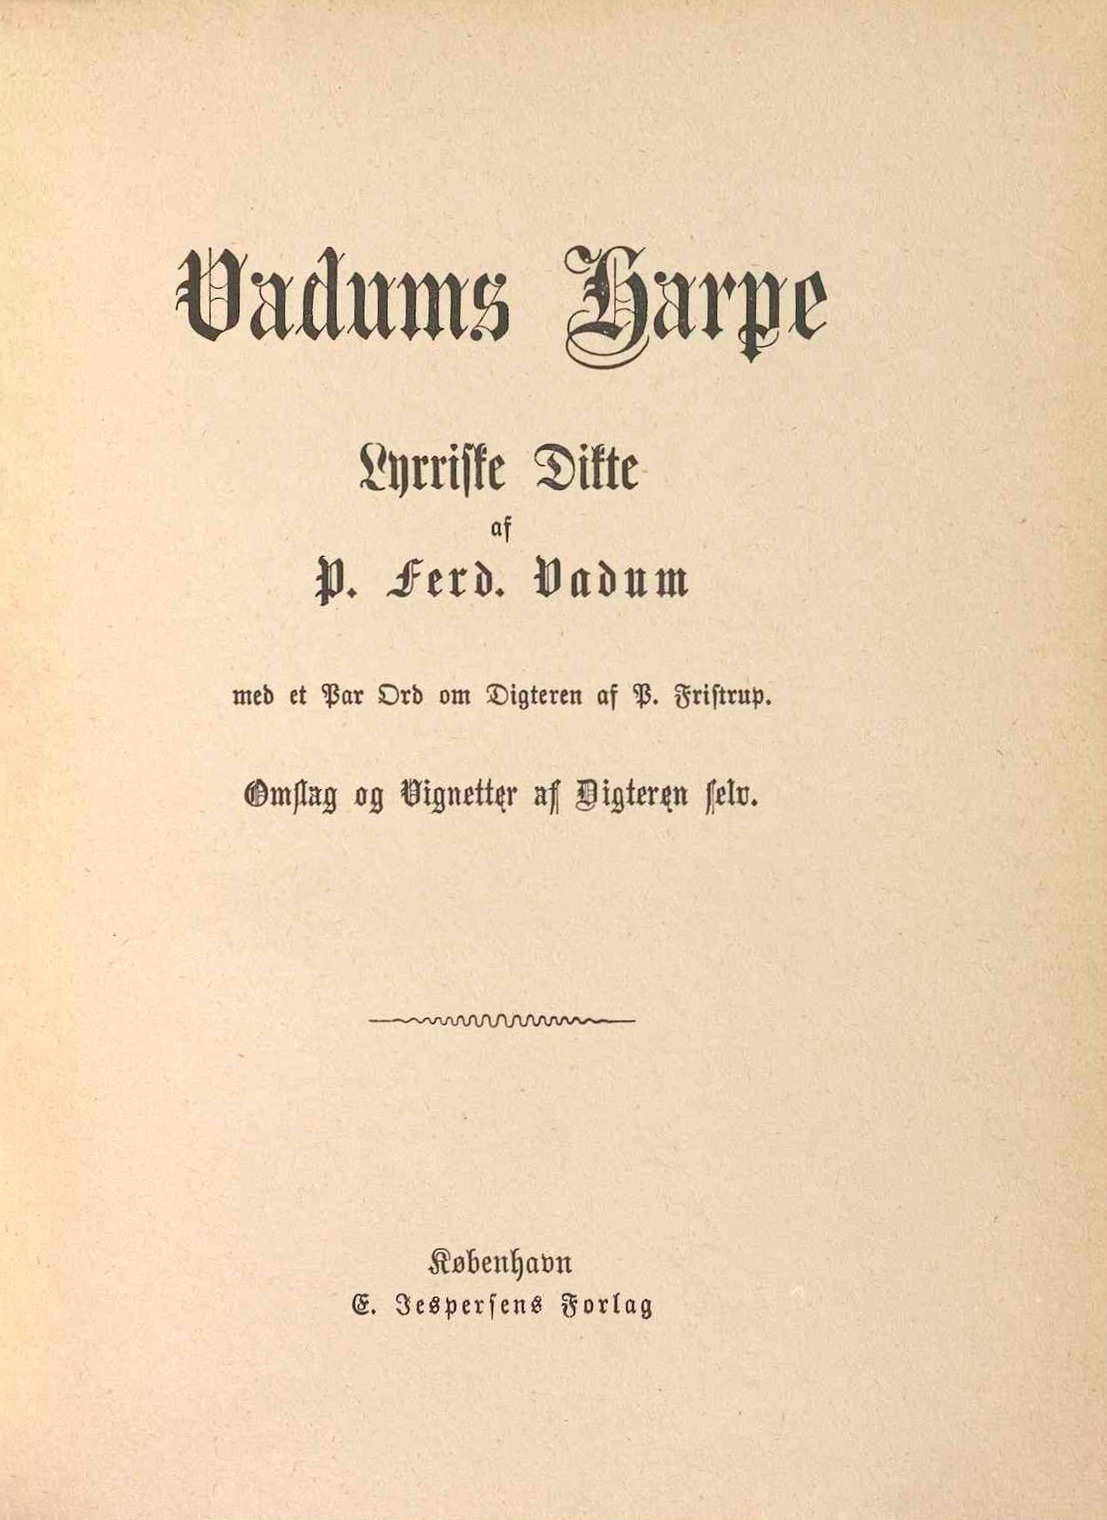 Vadums Harpe
Lyrriske Dikte
af
P. Ferd. Vadum
med et Par Ord om Digteren af P. Fristrup.
Omslag og Vignetter af Digteren selv.
København
E. Jespersens Forlag